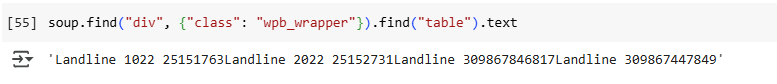 [55] soup.find("div", {"class": "wpb_wrapper"}).find("table").text
'Landline 1022 25151763Landline 2022 25152731Landline 309867846817Landline 309867447849'